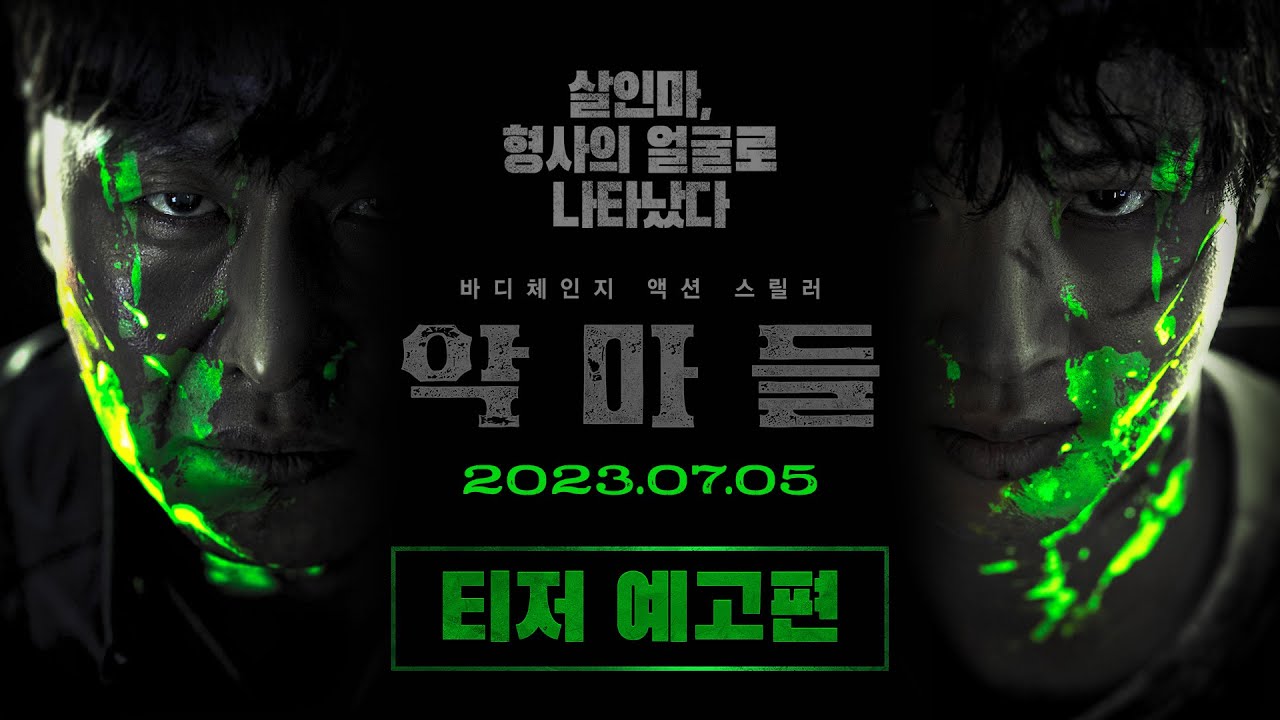 살인마,
형사의 얼굴로
나타났다
바디체인지 액션 스릴러
악마들
2023.07.05
티저 예고편